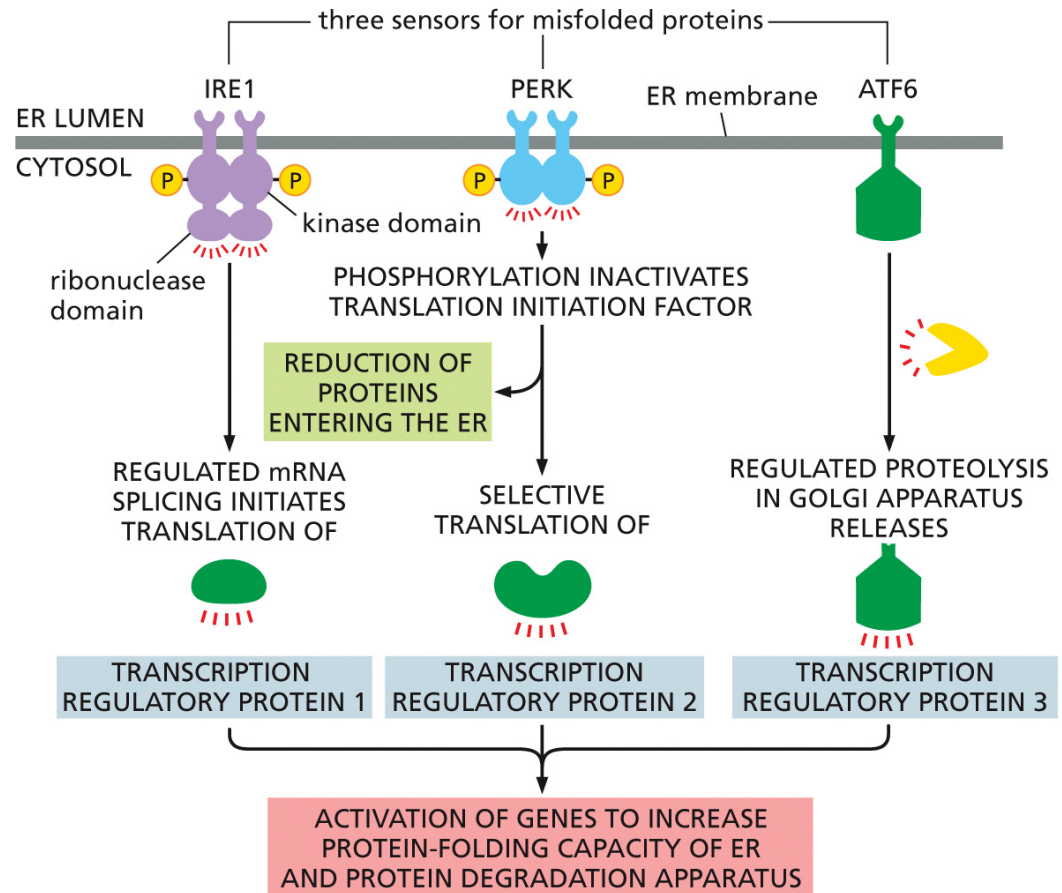 three sensors for misfolded proteins
IRE1
PERK
ATF6
ER membrane
ER LUMEN
CYTOSOL
P
P
P
P
kinase domain
ribonuclease
domain
PHOSPHORYLATION INACTIVATES
TRANSLATION INITIATION FACTOR
REDUCTION OF
PROTEINS
ENTERING THE ER
REGULATED mRNA
SPLICING INITIATES
TRANSLATION OF
SELECTIVE
TRANSLATION OF
REGULATED PROTEOLYSIS
IN GOLGI APPARATUS
RELEASES
TRANSCRIPTION
REGULATORY PROTEIN 1
TRANSCRIPTION
REGULATORY PROTEIN 2
TRANSCRIPTION
REGULATORY PROTEIN 3
ACTIVATION OF GENES TO INCREASE
PROTEIN-FOLDING CAPACITY OF ER
AND PROTEIN DEGRADATION APPARATUS